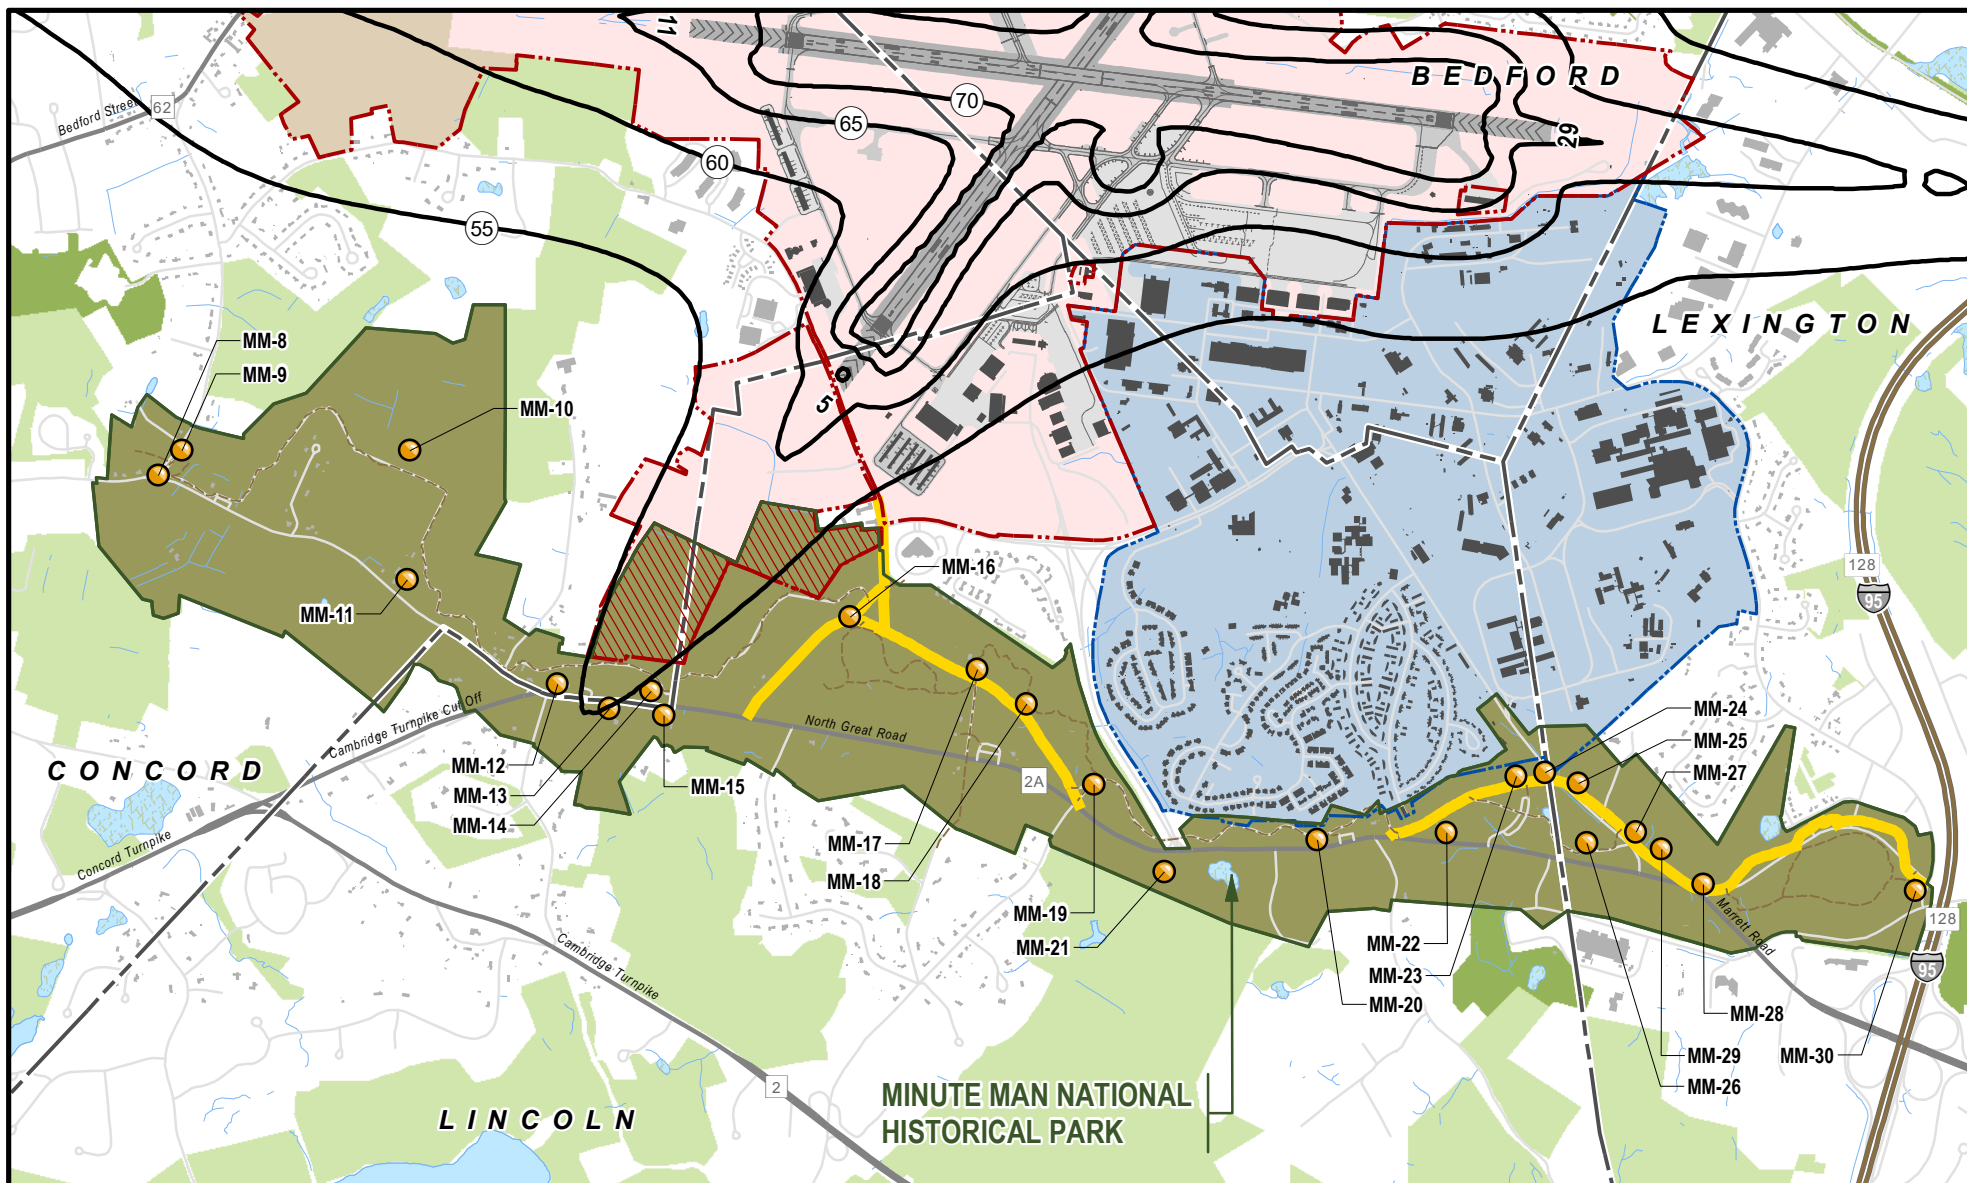 11
70
65
60
55
BEDFORD
29
62
Bedford Street
5
LEXINGTON
MM-8
MM-9
MM-10
MM-11
MM-16
128
95
CONCORD
Cambridge Turnpike Cut Off
Concord Turnpike
North Great Road
2A
MM-12
MM-13
MM-14
MM-15
MM-17
MM-18
MM-19
MM-21
MM-22
MM-23
MM-20
MM-24
MM-25
MM-27
MM-28
MM-29
MM-26
MM-30
Marrett Road
128
95
Cambridge Turnpike
2
LINCOLN
MINUTE MAN NATIONAL
HISTORICAL PARK